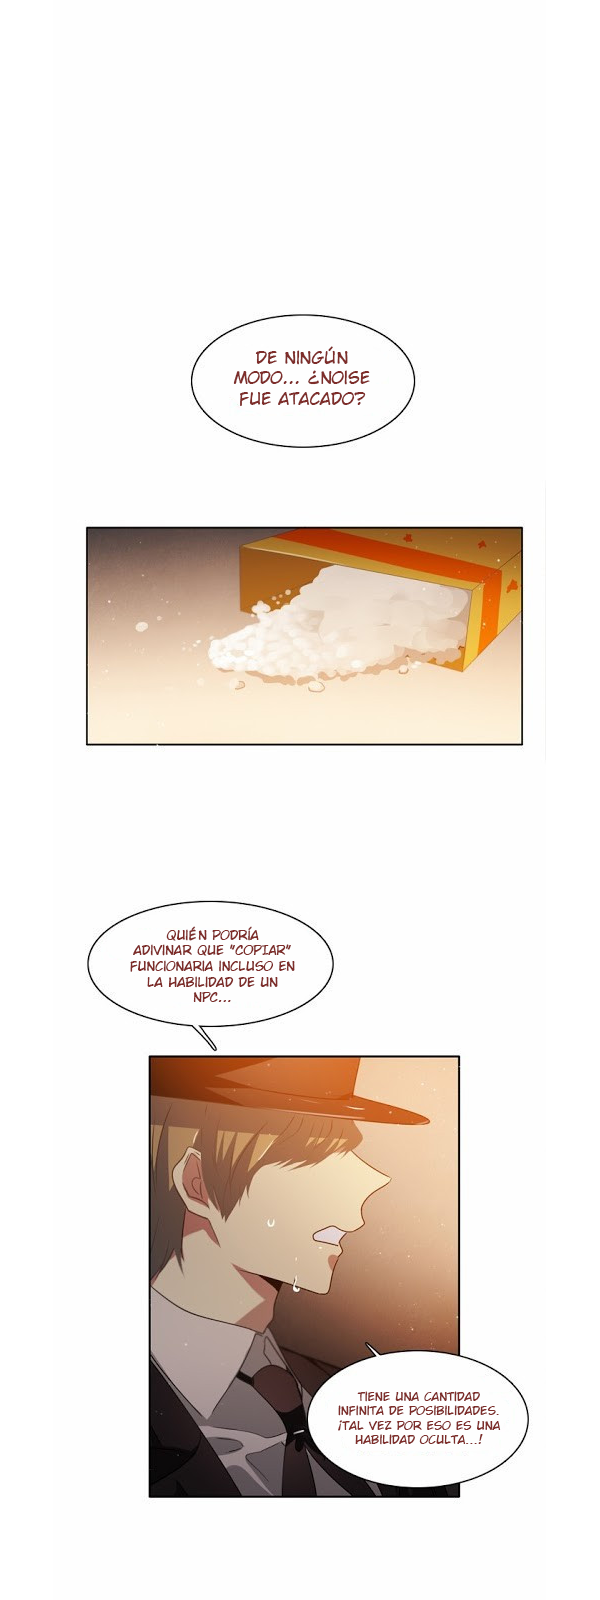 DE NINGÚN
MODO... ¿NOISE
FUE ATACADO?
QUIÉN PODRÍA
ADIVINAR QUE "COPIAR"
FUNCIONARIA INCLUSO EN
LA HABILIDAD DE UN
NPC...
TIENE UNA CANTIDAD
INFINITA DE POSIBILIDADES.
¡TAL VEZ POR ESO ES UNA
HABILIDAD OCULTA...!